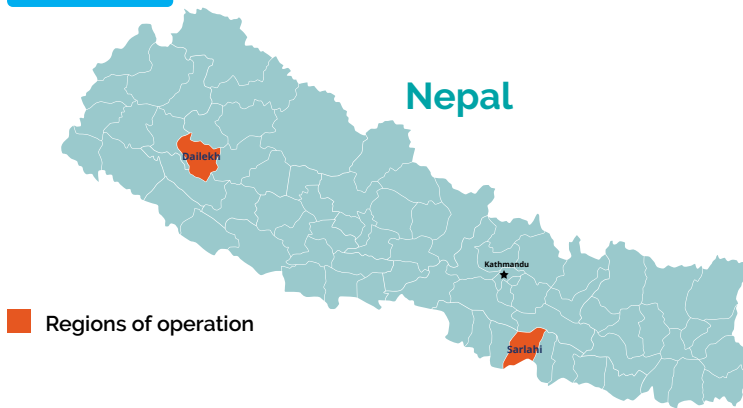 Nepal
Dailekh
Kathmandu
Regions of operation
Sarlahi